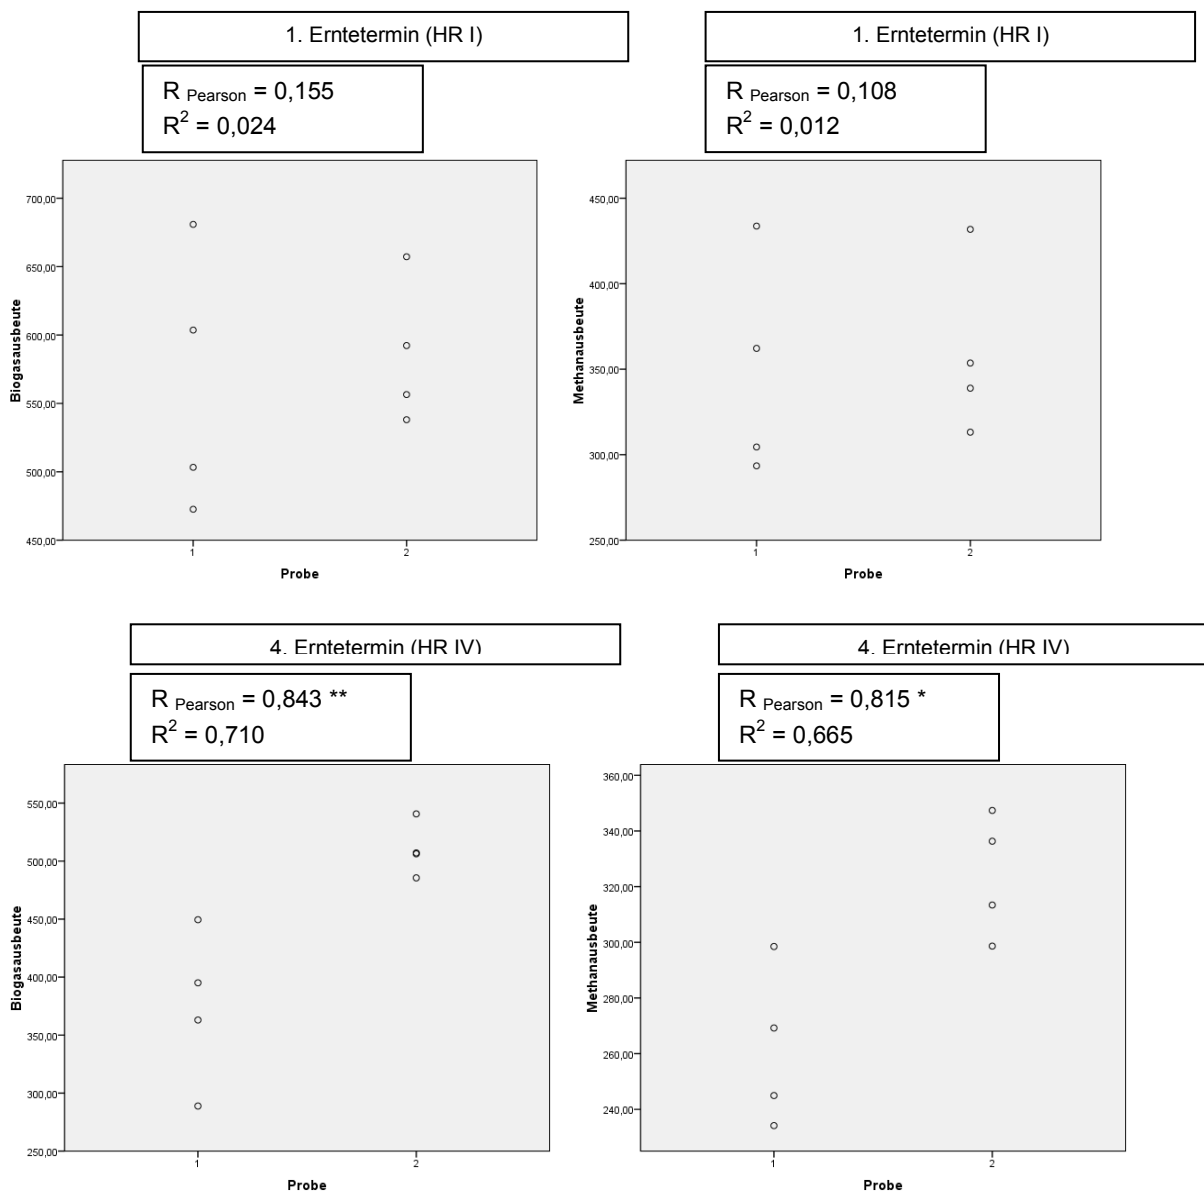 1. Erntetermin (HR I)
R Pearson = 0,155
R² = 0,024
700,00
650,00
600,00
550,00
500,00
450,00
Biogasausbeute
1
2
Probe
1. Erntetermin (HR I)
R Pearson = 0,108
R² = 0,012
450,00
400,00
350,00
300,00
250,00
Methanausbeute
1
2
Probe
4. Erntetermin (HR IV)
R Pearson = 0,843 **
R² = 0,710
550,00
500,00
450,00
400,00
350,00
300,00
250,00
Biogasausbeute
1
2
Probe
4. Erntetermin (HR IV)
R Pearson = 0,815 *
R² = 0,665
360,00
340,00
320,00
300,00
280,00
260,00
240,00
Methanausbeute
1
2
Probe